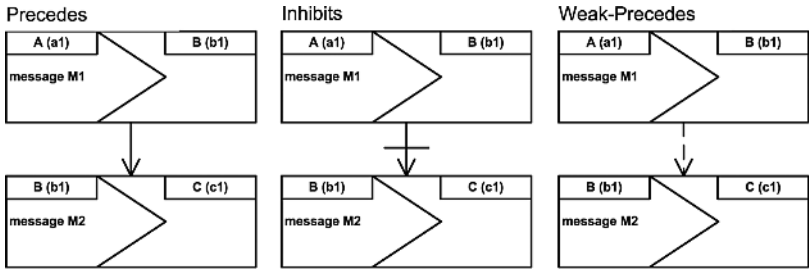 Precedes
Inhibits
Weak-Precedes
A (a1)
B (b1)
message M1
A (a1)
B (b1)
message M1
A (a1)
B (b1)
message M1
B (b1)
C (c1)
message M2
B (b1)
C (c1)
message M2
B (b1)
C (c1)
message M2